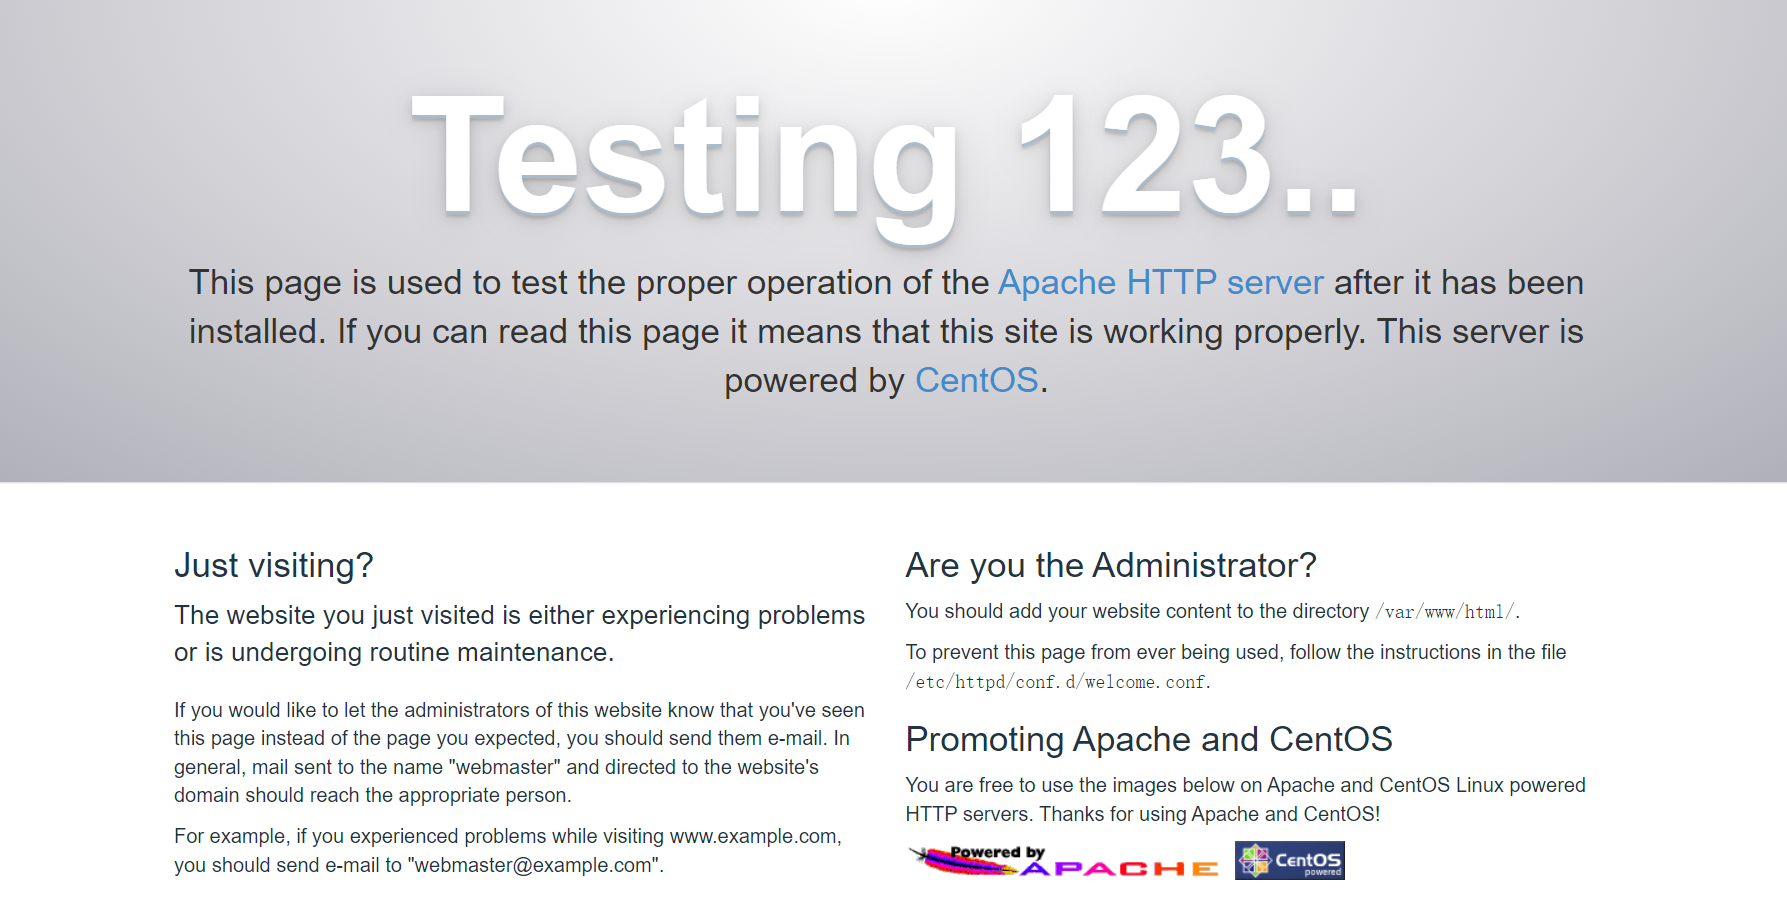 Testing 123..
This page is used to test the proper operation of the Apache HTTP server after it has been
installed. If you can read this page it means that this site is working properly. This server is
powered by CentOS.
Just visiting?
The website you just visited is either experiencing problems
or is undergoing routine maintenance.
If you would like to let the administrators of this website know that you've seen
this page instead of the page you expected, you should send them e-mail. In
general, mail sent to the name "webmaster" and directed to the website's
domain should reach the appropriate person.
For example, if you experienced problems while visiting www.example.com,
you should send e-mail to "webmaster@example.com".
Are you the Administrator?
You should add your website content to the directory /var/www/html/.
To prevent this page from ever being used, follow the instructions in the file
/etc/httpd/conf.d/welcome.conf.
Promoting Apache and CentOS
You are free to use the images below on Apache and CentOS Linux powered
HTTP servers. Thanks for using Apache and CentOS!
Powered by
APACHE
CentOS
powered